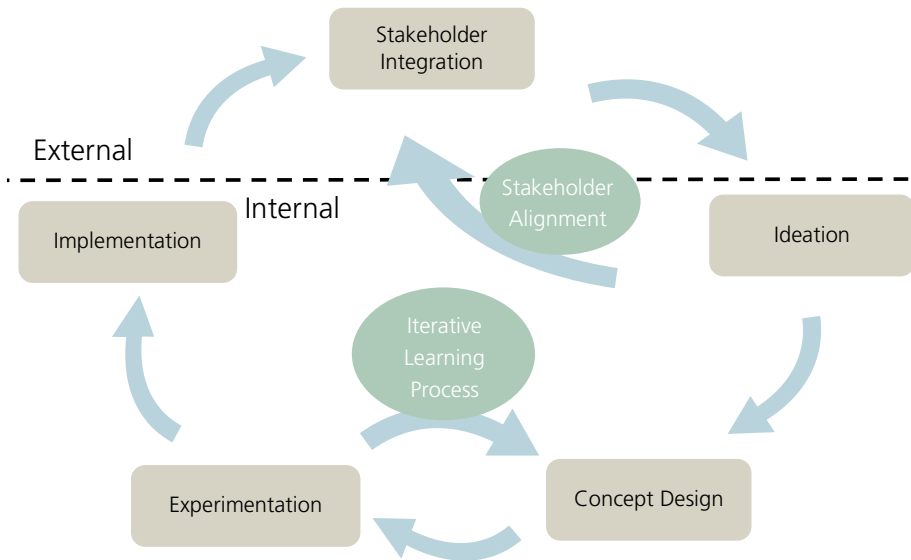 Stakeholder
Integration
External
Stakeholder
Alignment
Internal
Implementation
Ideation
Iterative
Learning
Process
Experimentation
Concept Design